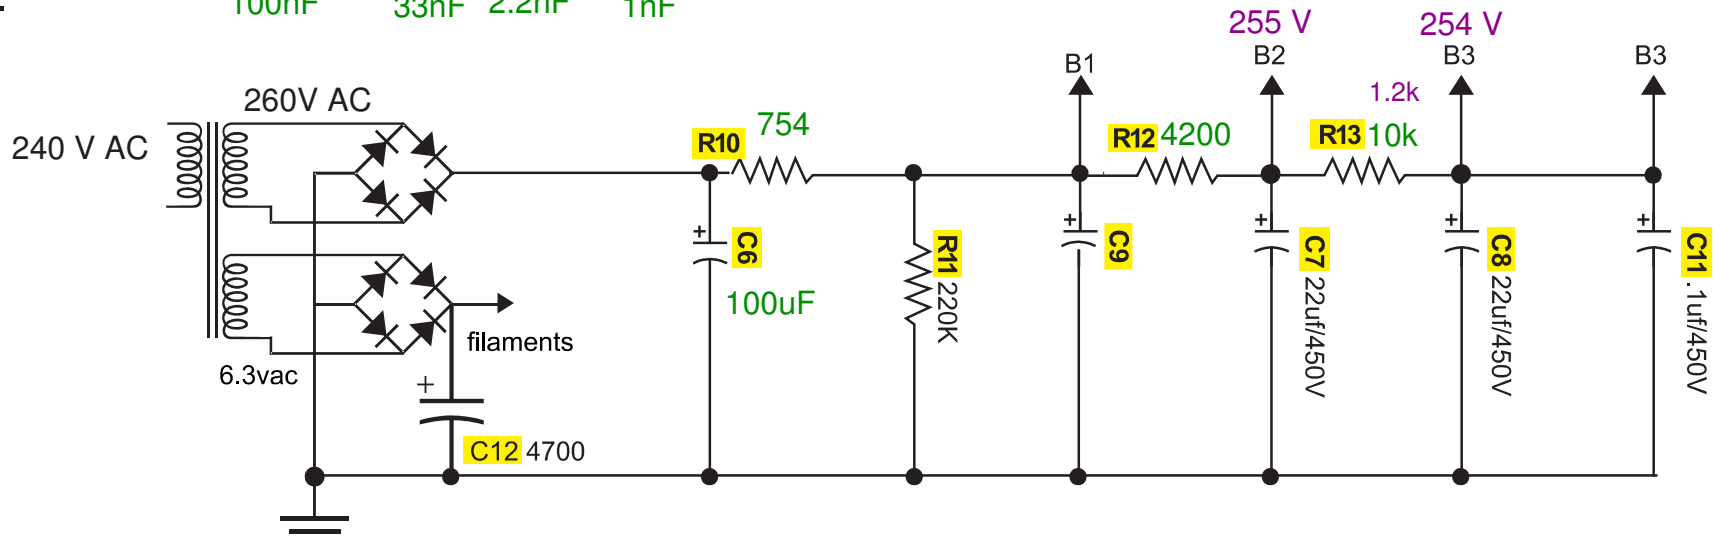 100nF 33nF 2.2nF 1nF
255 V 254 V
B1 B2 B3 B3
260V AC 1.2k
240 V AC
R10 754 R12 4200 R13 10k
+ + + + +
C6 R11 220K C9 C7 22uf/450V C8 22uf/450V C11 .1uf/450V
100uF
filaments
6.3vac
+
C12 4700